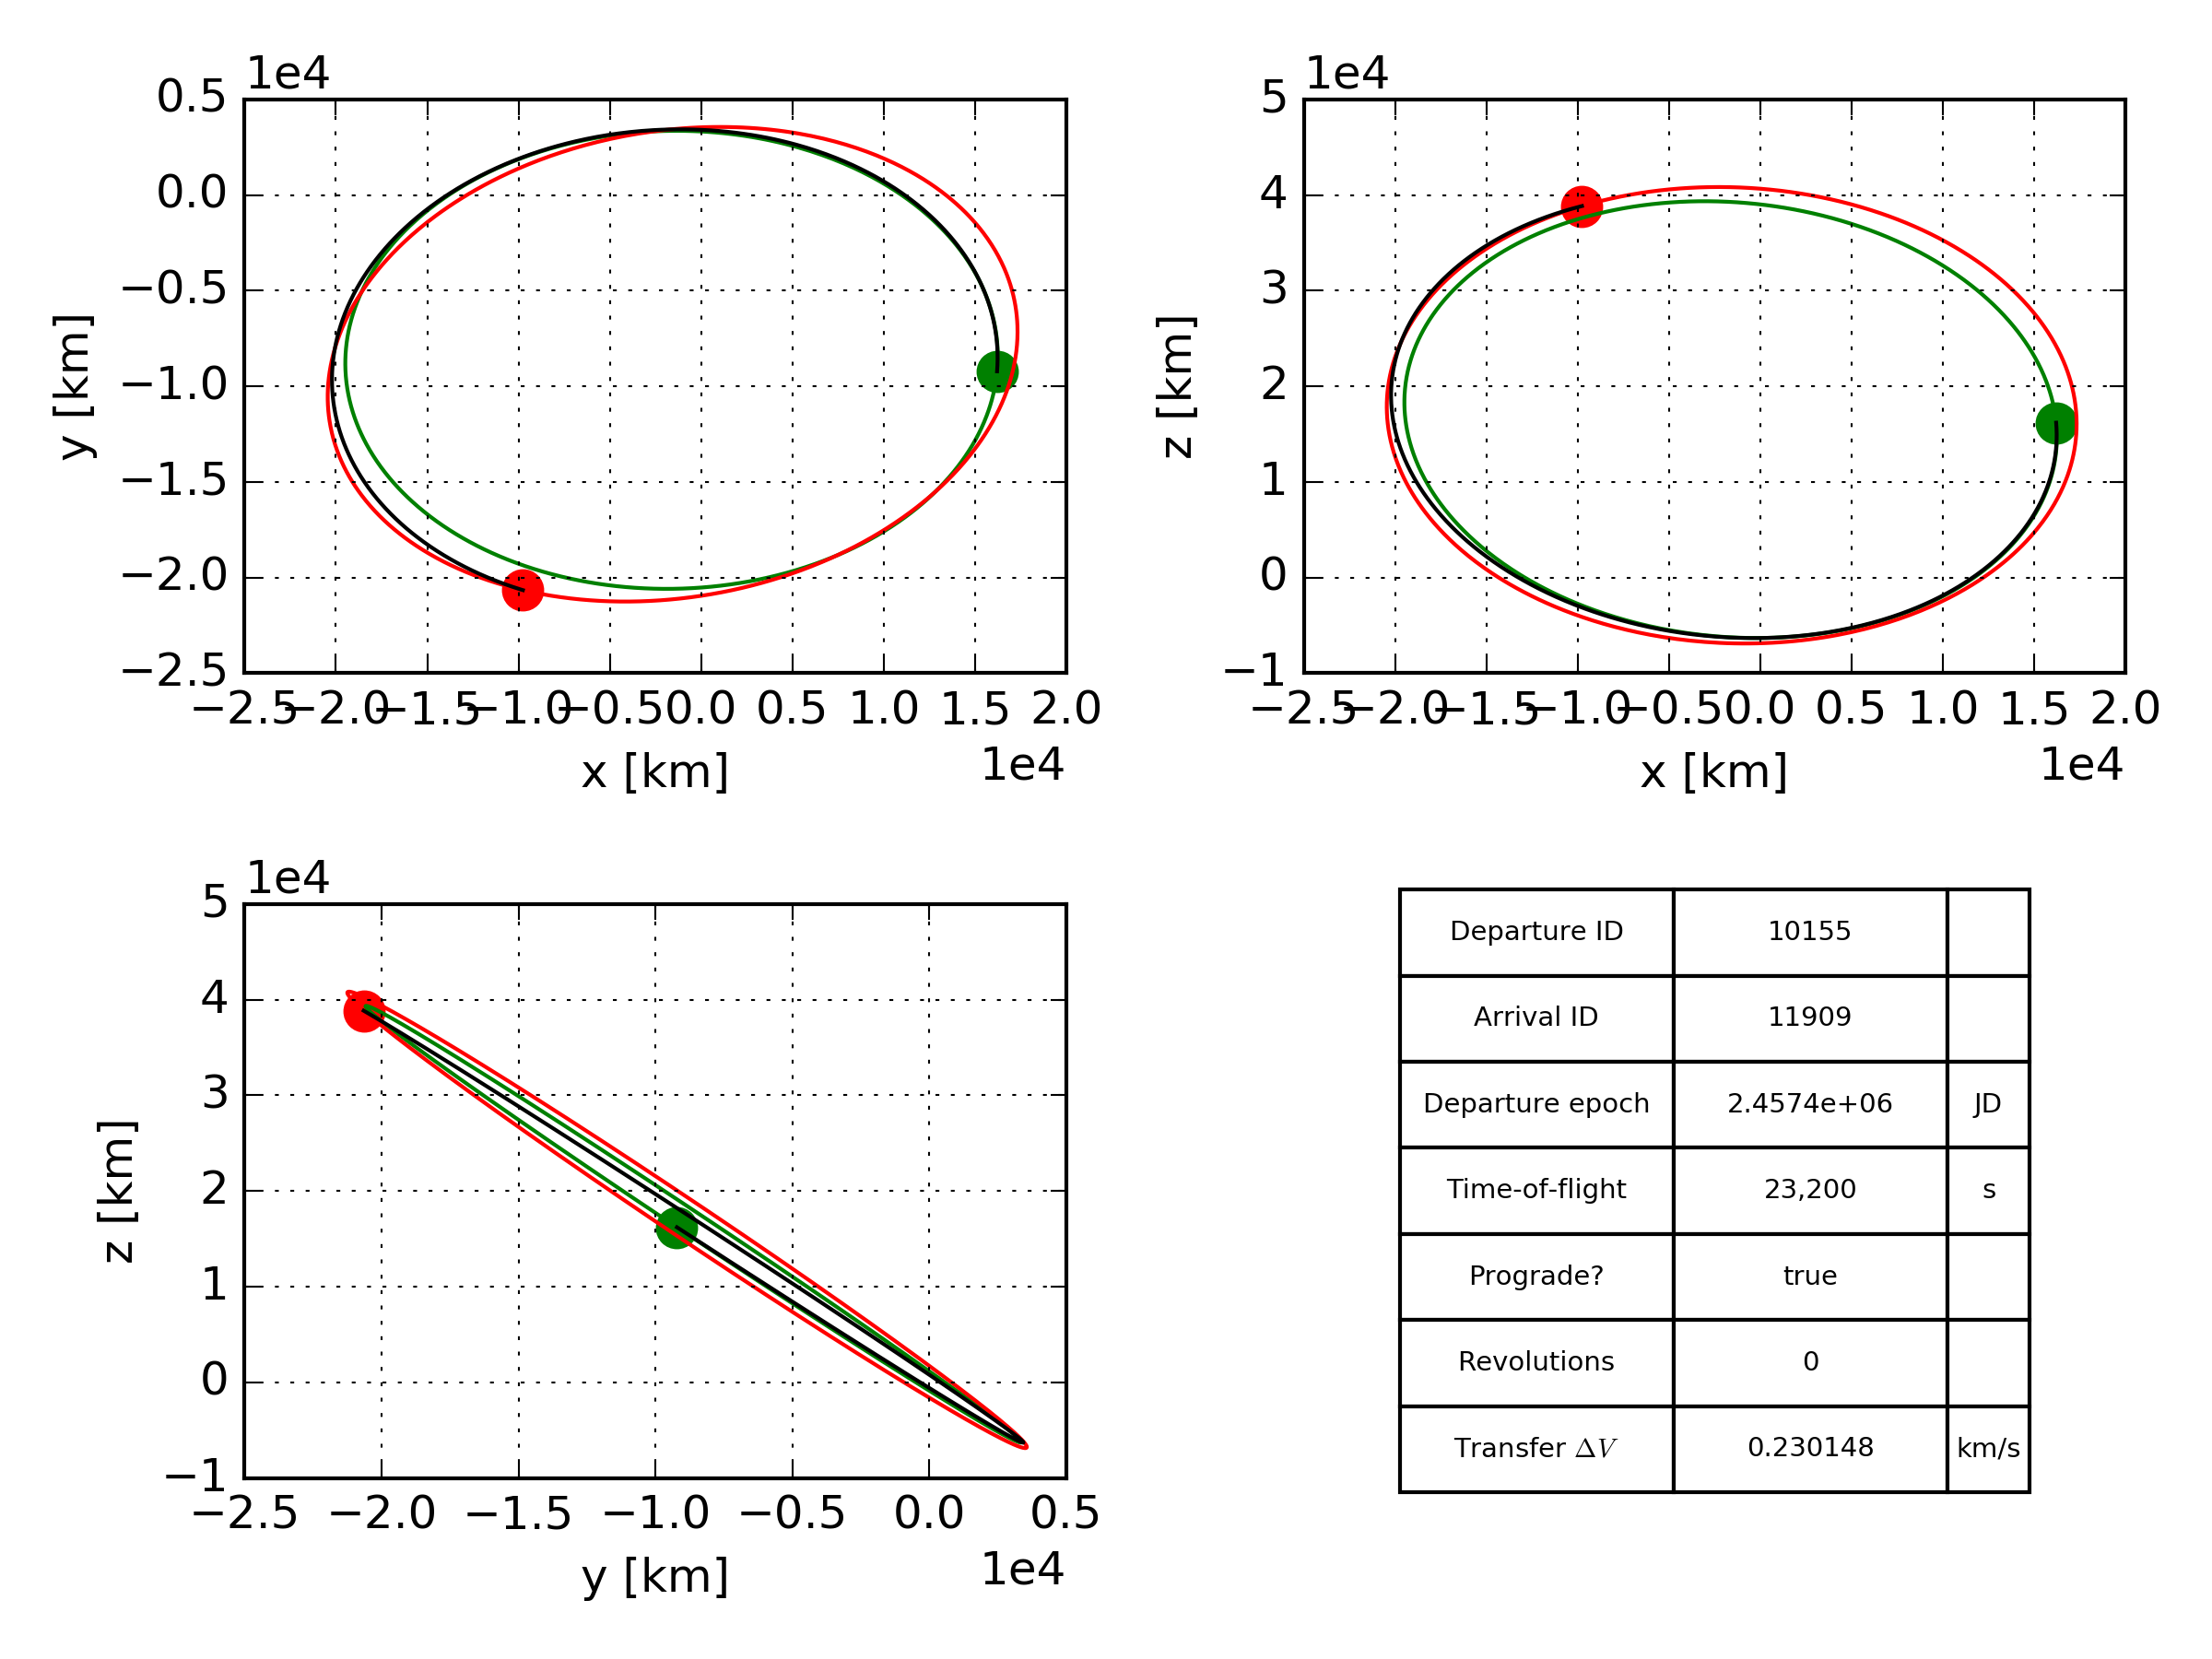 1e4
0.5
0.0
−0.5
−1.0
−1.5
−2.0
−2.5
y [km]
−2.5 −2.0 −1.5 −1.0 −0.5 0.0 0.5 1.0 1.5 2.0
x [km]
1e4
1e4
5
4
3
2
1
0
−1
z [km]
−2.5 −2.0 −1.5 −1.0 −0.5 0.0 0.5 1.0 1.5 2.0
x [km]
1e4
1e4
5
4
3
2
1
0
−1
z [km]
−2.5 −2.0 −1.5 −1.0 −0.5 0.0 0.5
1e4
y [km]
Departure ID 10155
Arrival ID 11909
Departure epoch 2.4574e+06 JD
Time-of-flight 23,200 s
Prograde? true
Revolutions 0
Transfer ΔV 0.230148 km/s